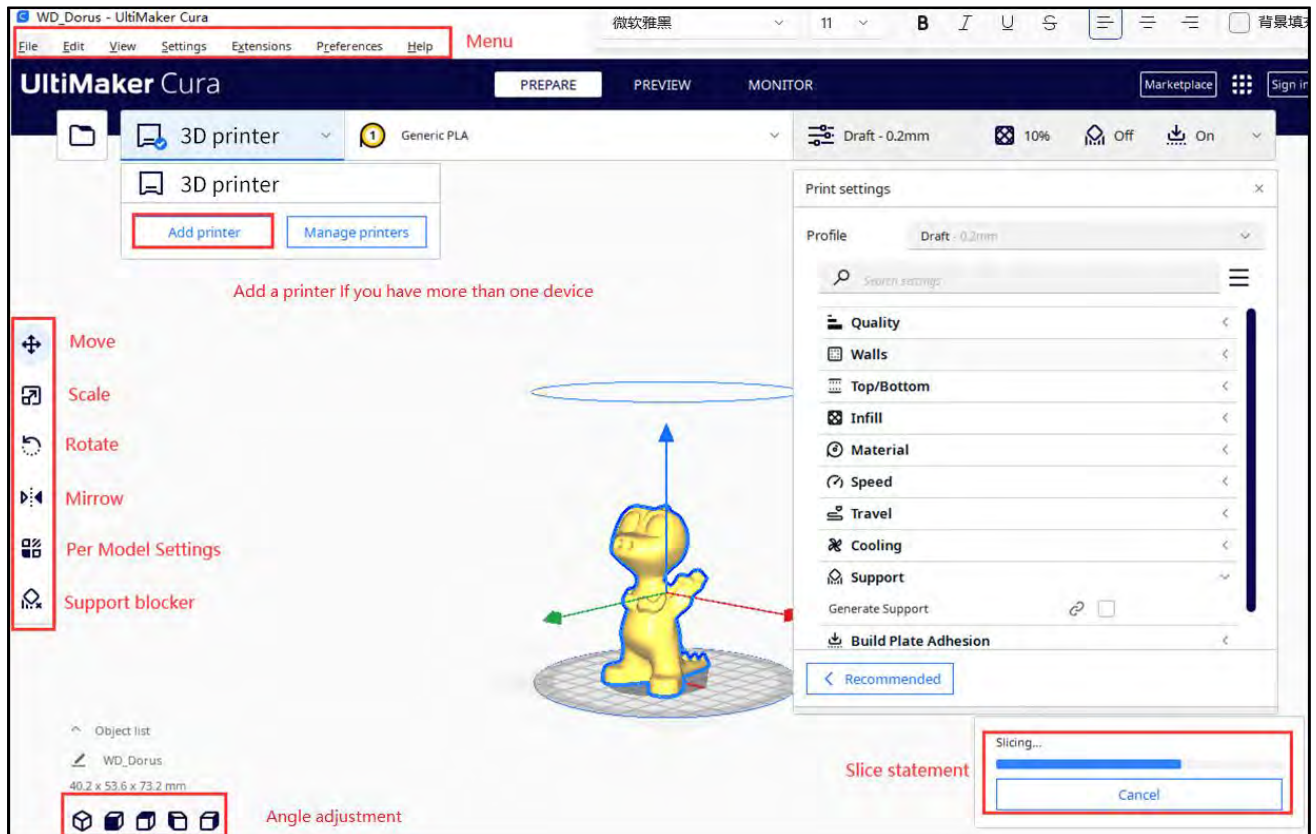 WD_Dorus - UltiMaker Cura
微软雅黑 11 B I U S 背景填
File Edit View Settings Extensions Preferences Help
Menu
UltiMaker Cura
PREPARE PREVIEW MONITOR
Marketplace
Sign in
3D printer
1 Generic PLA
Draft - 0.2mm 10% Off On
3D printer
Add printer Manage printers
Add a printer If you have more than one device
Print settings
Profile Draft - 0.2mm
Search settings
Quality
Walls
Top/Bottom
Infill
Material
Speed
Travel
Cooling
Support
Generate Support
Build Plate Adhesion
Recommended
Move
Scale
Rotate
Mirrow
Per Model Settings
Support blocker
Object list
WD_Dorus
40.2 x 53.6 x 73.2 mm
Angle adjustment
Slice statement
Slicing...
Cancel